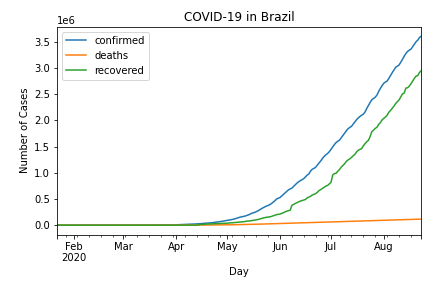 COVID-19 in Brazil
1e6
confirmed
deaths
recovered
3.5
3.0
2.5
2.0
1.5
1.0
0.5
0.0
Number of Cases
Feb Mar Apr May Jun Jul Aug
2020
Day